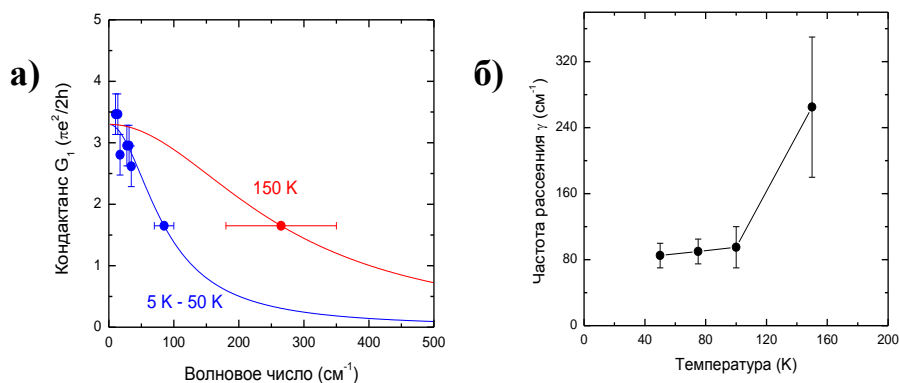 а)
Кондактанс G₁ (πe²/2h)
5
4
3
2
1
0
150 K
5 K - 50 K
0 100 200 300 400 500
Волновое число (см⁻¹)
б)
Частота рассеяния γ (см⁻¹)
360
320
240
160
80
0
0 40 80 120 160 200
Температура (K)